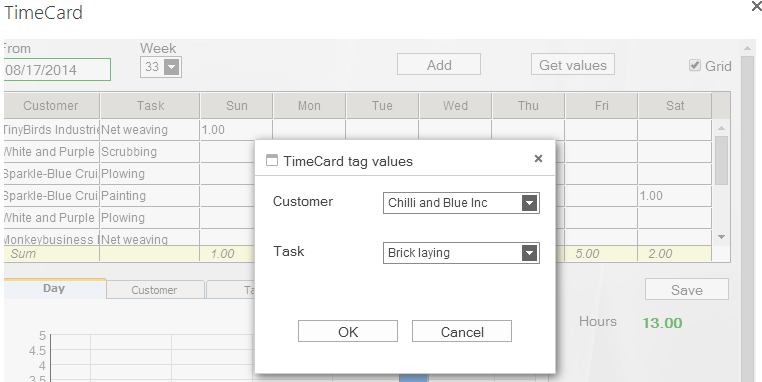 TimeCard
From
Week
08/17/2014
33
Add
Get values
Grid
Customer Task Sun Mon Tue Wed Thu Fri Sat
TinyBirds Industrie Net weaving 1.00
White and Purple Scrubbing
Sparkle-Blue Crui Plowing
Sparkle-Blue Crui Painting 1.00
White and Purple Plowing
Monkeybusiness I Net weaving
Sum 1.00 5.00 2.00
TimeCard tag values
Customer Chilli and Blue Inc
Task Brick laying
OK Cancel
Day Customer Ta
Save
Hours 13.00
5
4.5
4
3.5